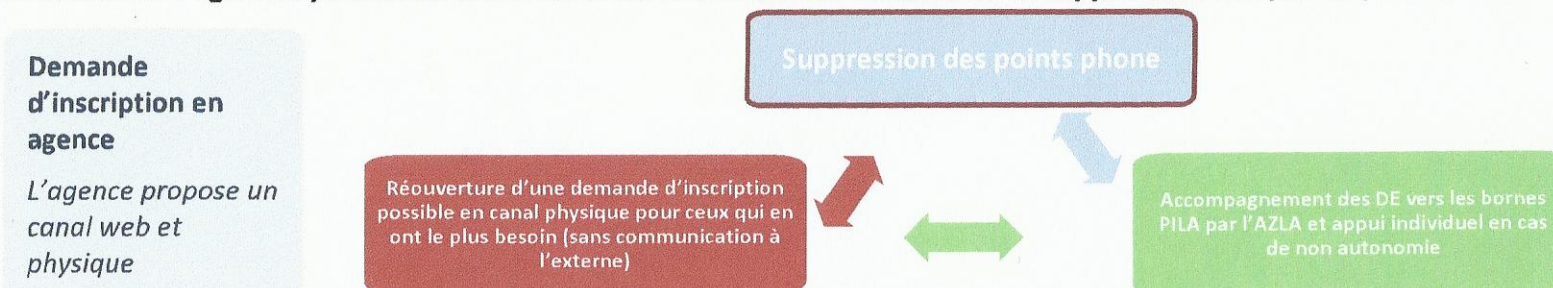 Suppression des points phone
Demande
d'inscription en
agence
L'agence propose un
canal web et
physique
Réouverture d'une demande d'inscription
possible en canal physique pour ceux qui en
ont le plus besoin (sans communication à
l'externe)
Accompagnement des DE vers les bornes
PILA par l'AZLA et appui individuel en cas
de non autonomie